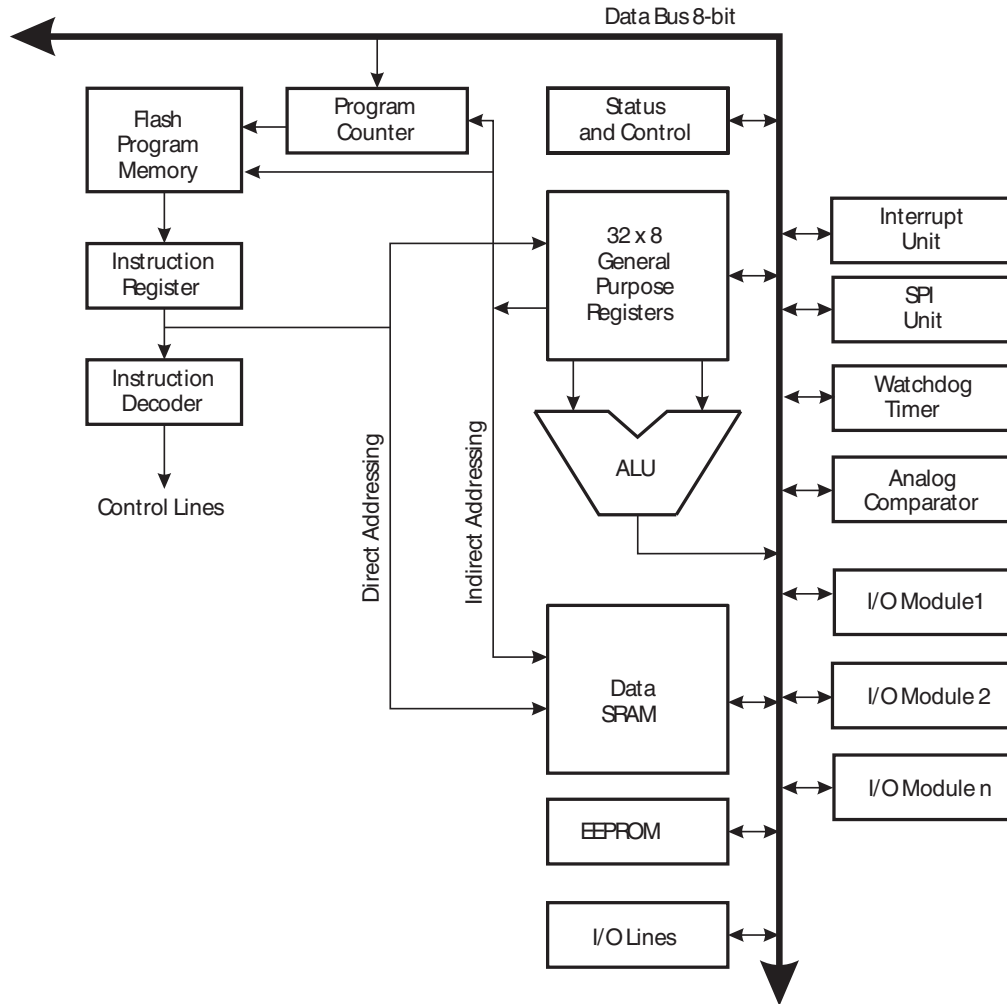 Data Bus 8-bit
Flash
Program
Memory
Program
Counter
Status
and Control
Interrupt
Unit
32 x 8
General
Purpose
Registers
Instruction
Register
SPI
Unit
Instruction
Decoder
Watchdog
Timer
Control Lines
Direct Addressing
Indirect Addressing
ALU
Analog
Comparator
I/O Module1
Data
SRAM
I/O Module 2
I/O Module n
EEPROM
I/O Lines